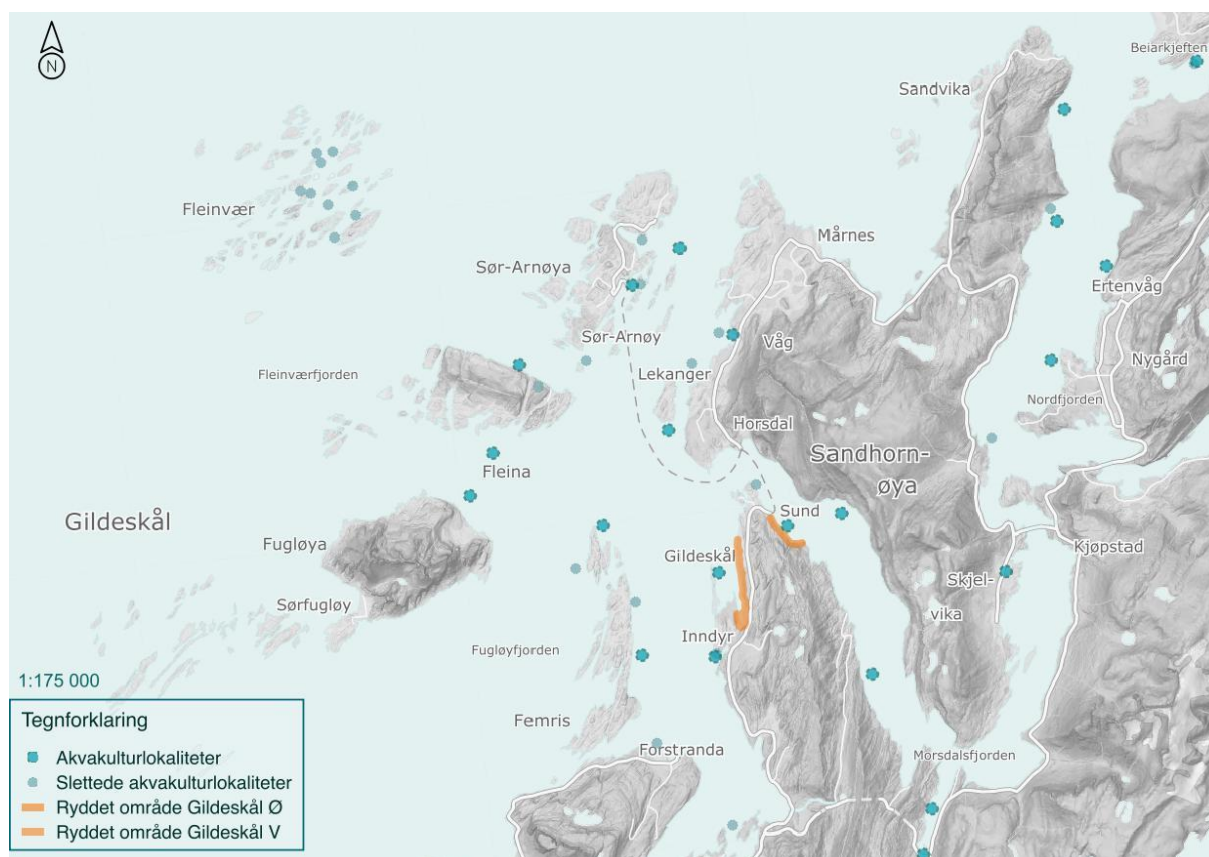 N
Beiarkjeften
Sandvika
Fleinvær
Mårnes
Sør-Arnøya
Ertenvåg
Sør-Arnøy
Våg
Nygård
Fleinværfjorden
Lekanger
Nordfjorden
Horsdal
Sandhorn-
øya
Fleina
Gildeskål
Sund
Fugløya
Gildeskål
Kjøpstad
Skjel-
vika
Sørfugløy
Inndyr
Fugløyfjorden
1:175 000
Femris
Forstranda
Morsdalsfjorden
Tegnforklaring
Akvakulturlokaliteter
Slettede akvakulturlokaliteter
Ryddet område Gildeskål Ø
Ryddet område Gildeskål V